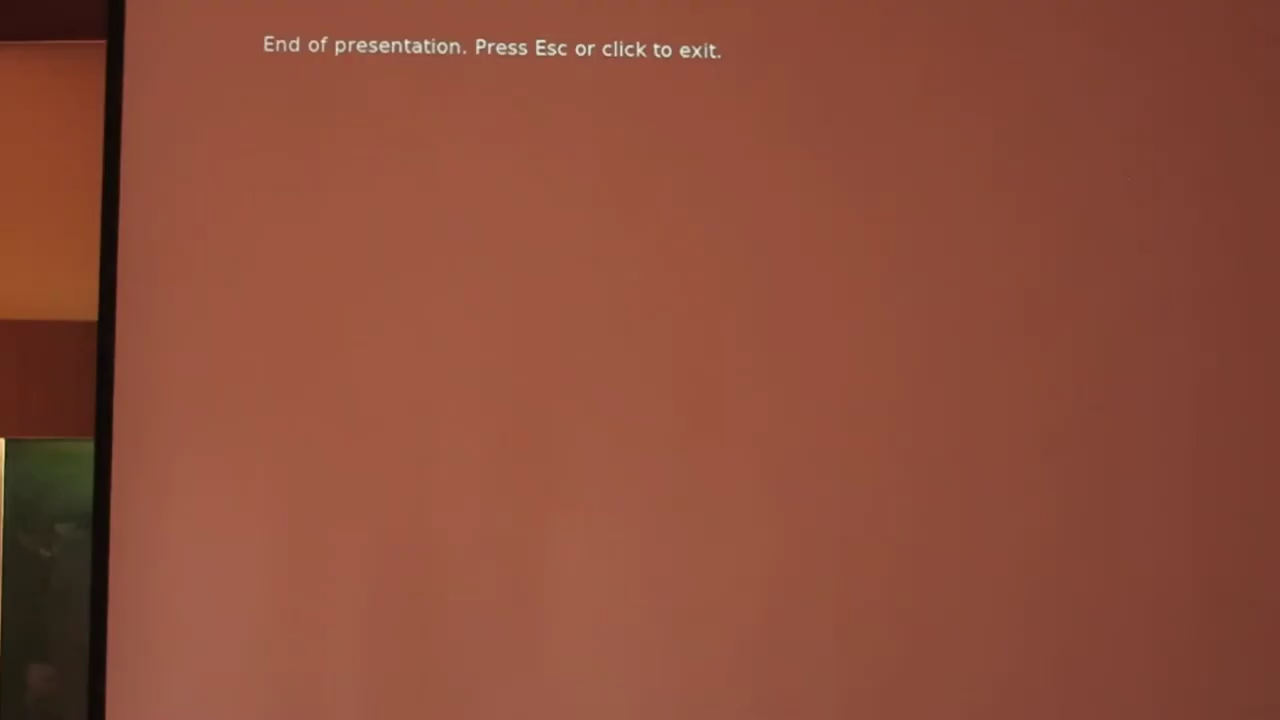 End of presentation. Press Esc or click to exit.